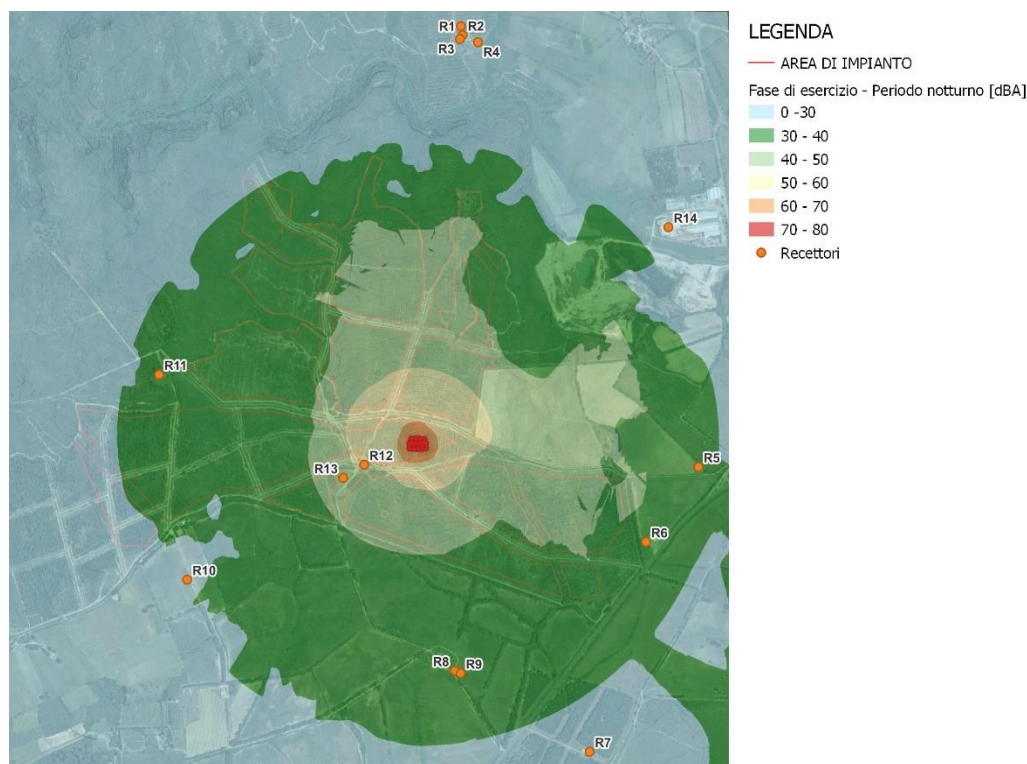 R1 R2
R3 R4
R14
R11
R12
R13
R5
R6
R10
R8 R9
R7
LEGENDA
AREA DI IMPIANTO
Fase di esercizio - Periodo notturno [dBA]
0 -30
30 - 40
40 - 50
50 - 60
60 - 70
70 - 80
Recettori